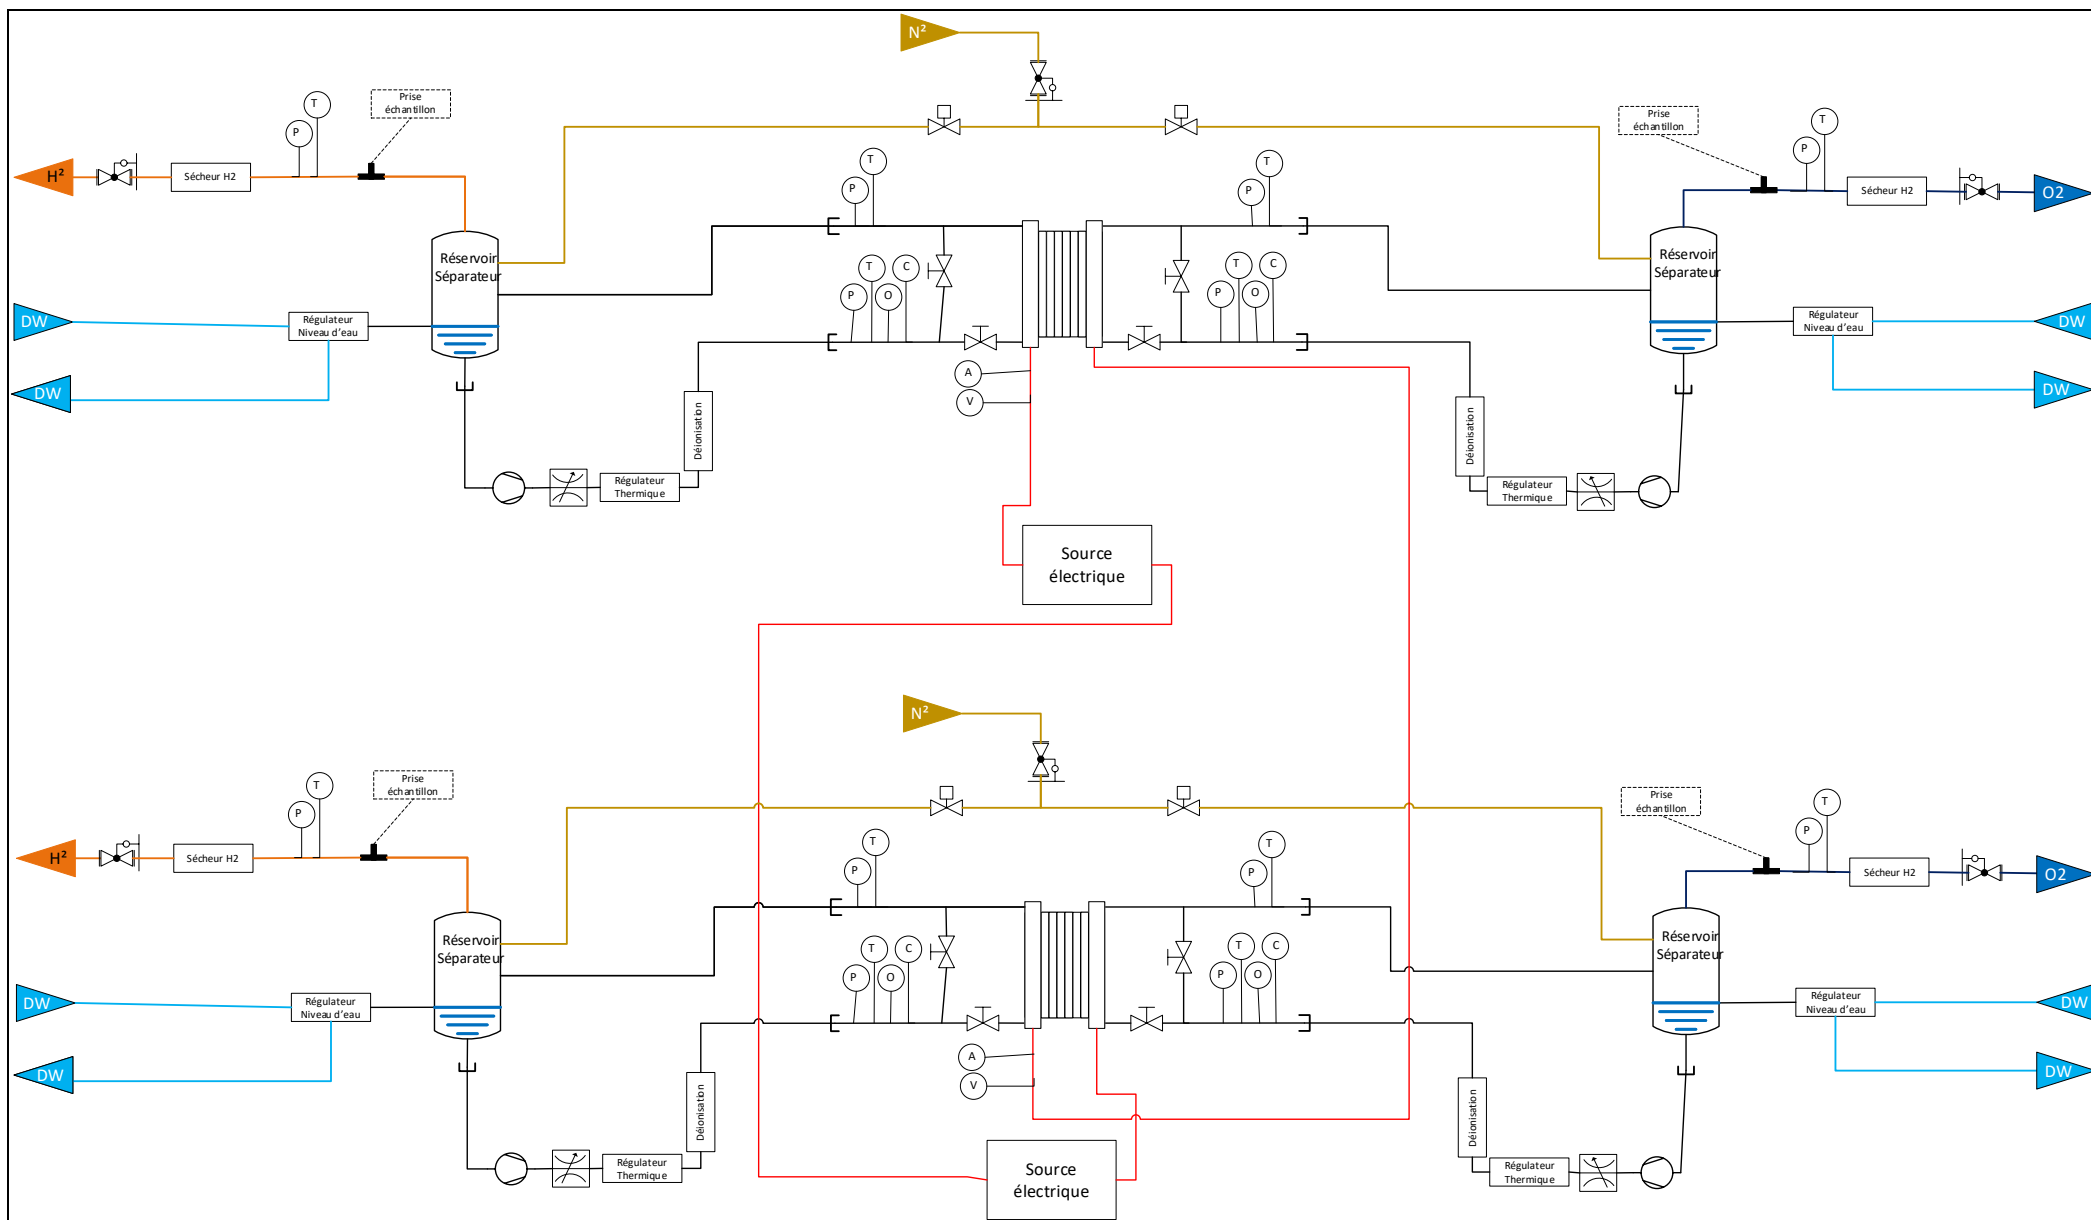 N²
T
Prise
échantillon
P
H²
Sécheur H2
Prise
échantillon
T
P
Sécheur H2
O2
T
P
T
P
Réservoir
Séparateur
T
C
P
O
T
C
P
O
Réservoir
Séparateur
DW
Régulateur
Niveau d'eau
DW
Régulateur
Niveau d'eau
DW
DW
A
V
Déionisation
Déionisation
Régulateur
Thermique
Régulateur
Thermique
Source
électrique
N²
T
Prise
échantillon
P
H²
Sécheur H2
Prise
échantillon
T
P
Sécheur H2
O2
T
P
T
P
Réservoir
Séparateur
T
C
P
O
T
C
P
O
Réservoir
Séparateur
DW
Régulateur
Niveau d'eau
DW
Régulateur
Niveau d'eau
DW
DW
A
V
Déionisation
Déionisation
Régulateur
Thermique
Régulateur
Thermique
Source
électrique